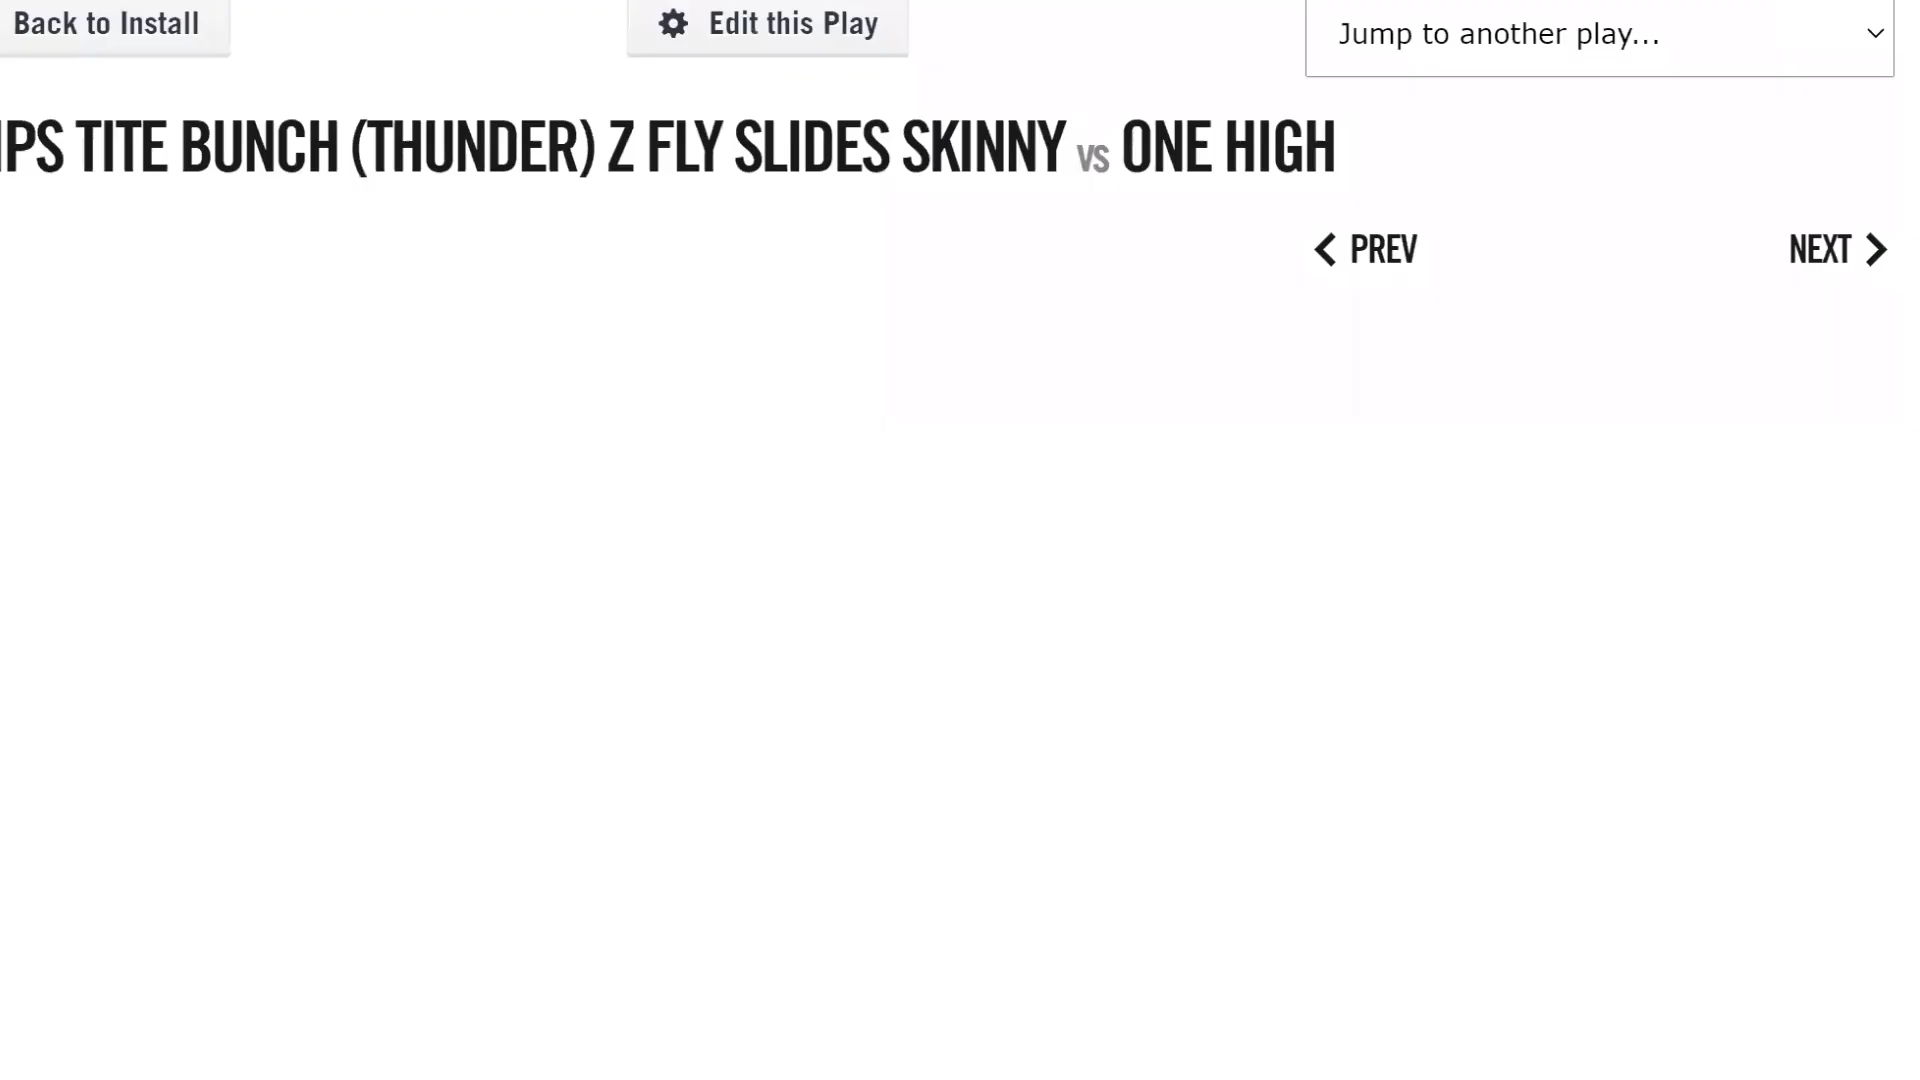 Back to Install
Edit this Play
Jump to another play...
IPS TITE BUNCH (THUNDER) Z FLY SLIDES SKINNY vs ONE HIGH
PREV
NEXT